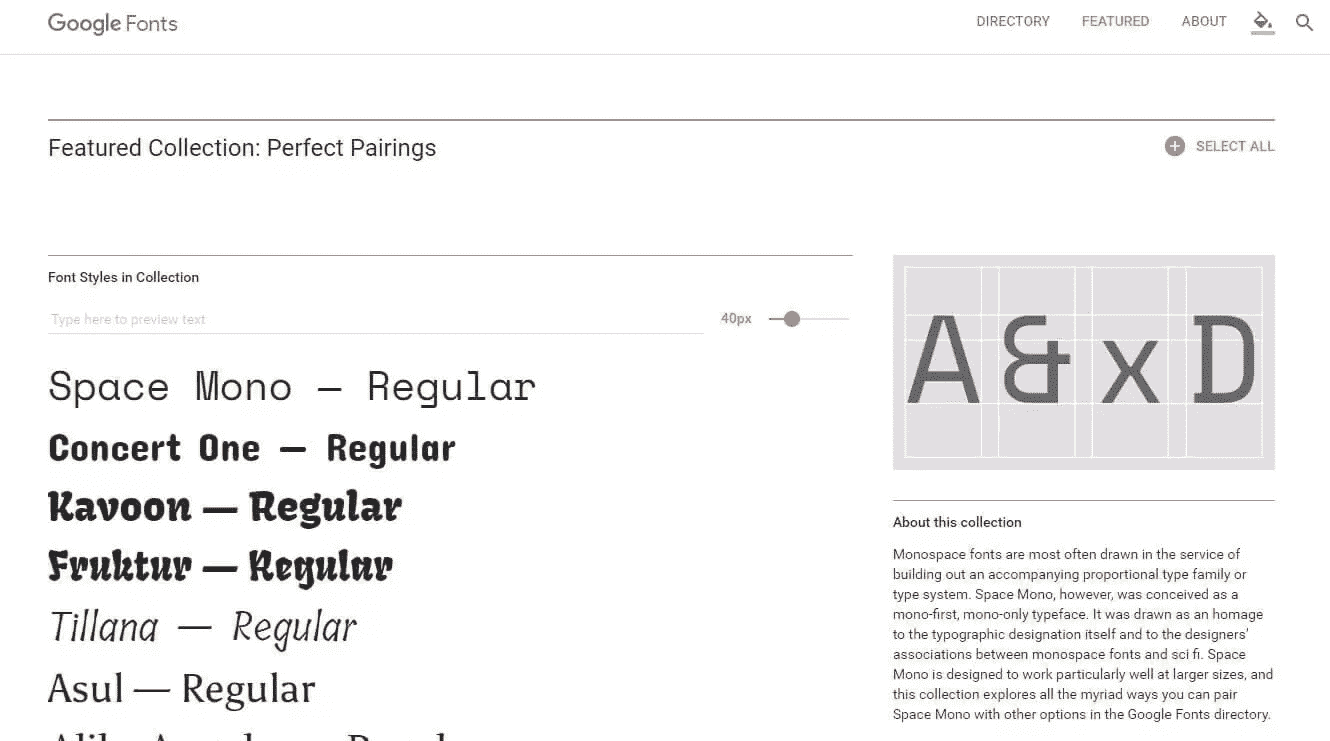 Google Fonts
DIRECTORY FEATURED ABOUT
Featured Collection: Perfect Pairings
SELECT ALL
Font Styles in Collection
Type here to preview text
40px
Space Mono — Regular
Concert One — Regular
Kavoon — Regular
Fruktur — Regular
Tillana — Regular
Asul — Regular
A & x D
About this collection
Monospace fonts are most often drawn in the service of
building out an accompanying proportional type family or
type system. Space Mono, however, was conceived as a
mono-first, mono-only typeface. It was drawn as an homage
to the typographic designation itself and to the designers’
associations between monospace fonts and sci fi. Space
Mono is designed to work particularly well at larger sizes, and
this collection explores all the myriad ways you can pair
Space Mono with other options in the Google Fonts directory.